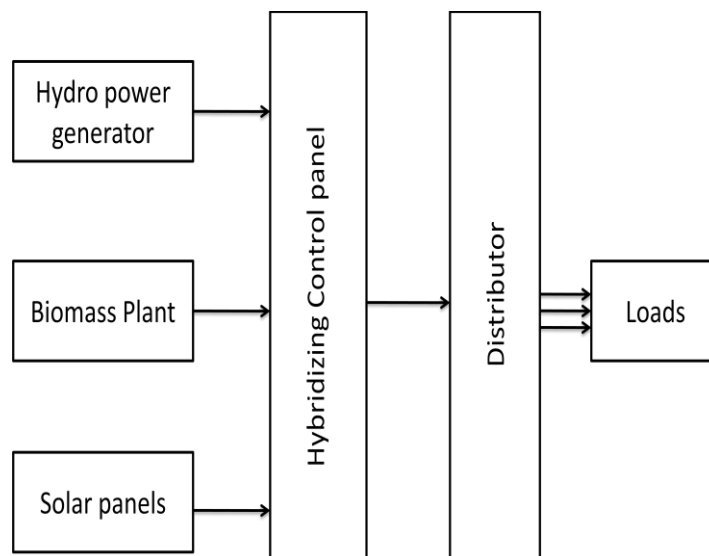 Hydro power
generator
Biomass Plant
Solar panels
Hybridizing Control panel
Distributor
Loads